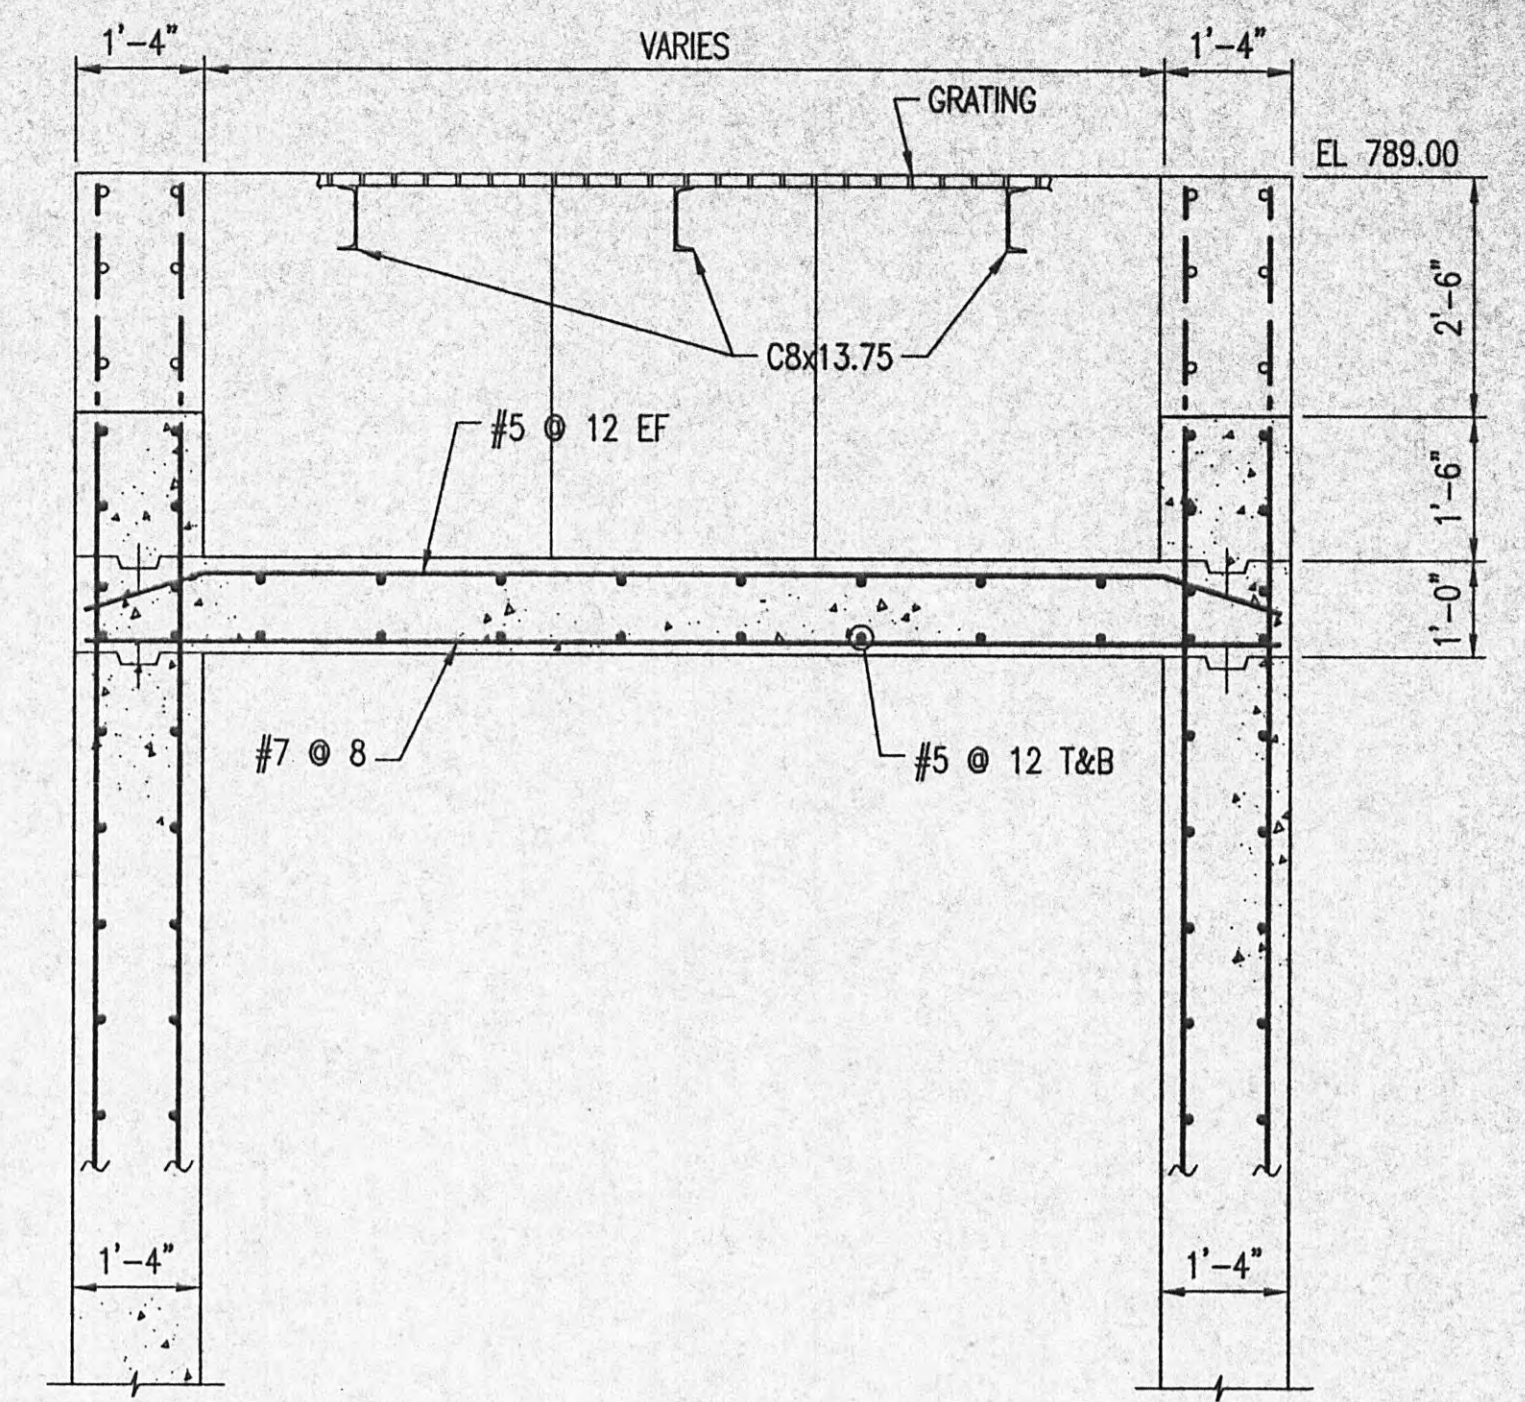 1'-4"
VARIES
1'-4"
GRATING
EL 789.00
2'-6"
C8x13.75
#5 @ 12 EF
1'-6"
1'-0"
#7 @ 8
#5 @ 12 T&B
1'-4"
1'-4"